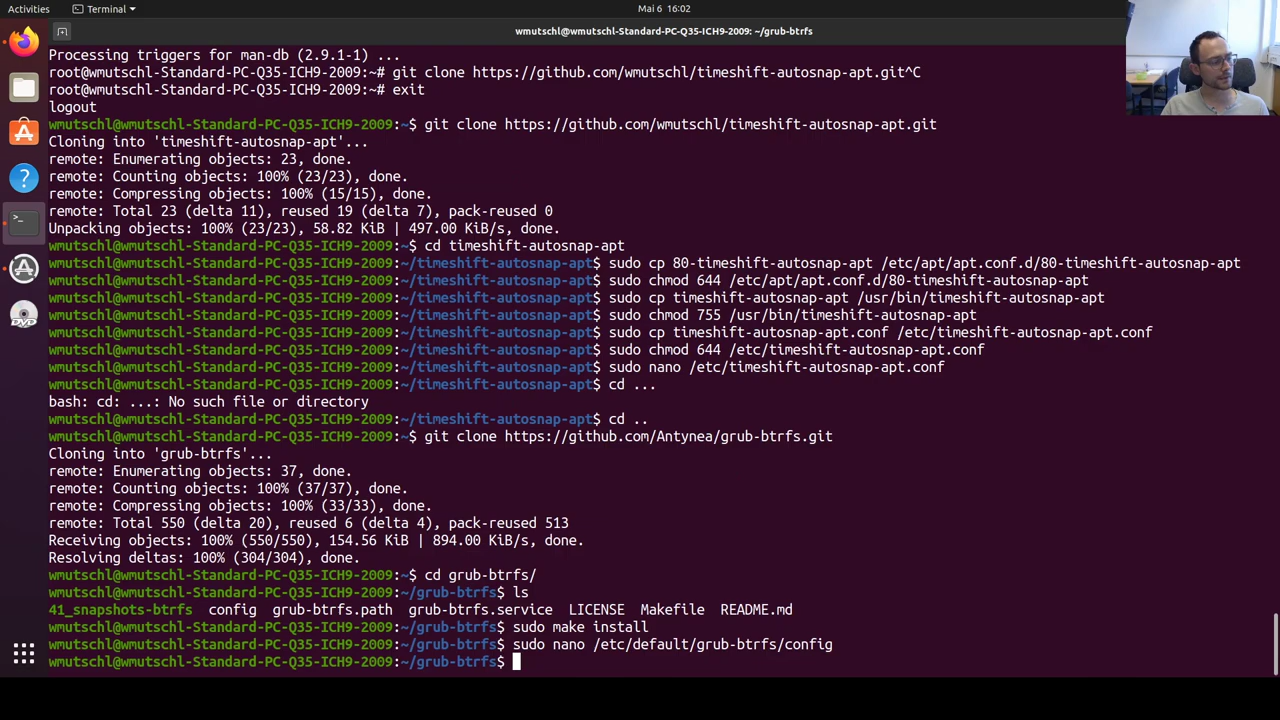 Activities
Terminal
Mai 6 16:02
wmutschl@wmutschl-Standard-PC-Q35-ICH9-2009: ~/grub-btrfs
Processing triggers for man-db (2.9.1-1) ...
root@wmutschl-Standard-PC-Q35-ICH9-2009:~# git clone https://github.com/wmutschl/timeshift-autosnap-apt.git^C
root@wmutschl-Standard-PC-Q35-ICH9-2009:~# exit
logout
wmutschl@wmutschl-Standard-PC-Q35-ICH9-2009:~$ git clone https://github.com/wmutschl/timeshift-autosnap-apt.git
Cloning into 'timeshift-autosnap-apt'...
remote: Enumerating objects: 23, done.
remote: Counting objects: 100% (23/23), done.
remote: Compressing objects: 100% (15/15), done.
remote: Total 23 (delta 11), reused 19 (delta 7), pack-reused 0
Unpacking objects: 100% (23/23), 58.82 KiB | 497.00 KiB/s, done.
wmutschl@wmutschl-Standard-PC-Q35-ICH9-2009:~$ cd timeshift-autosnap-apt
wmutschl@wmutschl-Standard-PC-Q35-ICH9-2009:~/timeshift-autosnap-apt$ sudo cp 80-timeshift-autosnap-apt /etc/apt/apt.conf.d/80-timeshift-autosnap-apt
wmutschl@wmutschl-Standard-PC-Q35-ICH9-2009:~/timeshift-autosnap-apt$ sudo chmod 644 /etc/apt/apt.conf.d/80-timeshift-autosnap-apt
wmutschl@wmutschl-Standard-PC-Q35-ICH9-2009:~/timeshift-autosnap-apt$ sudo cp timeshift-autosnap-apt /usr/bin/timeshift-autosnap-apt
wmutschl@wmutschl-Standard-PC-Q35-ICH9-2009:~/timeshift-autosnap-apt$ sudo chmod 755 /usr/bin/timeshift-autosnap-apt
wmutschl@wmutschl-Standard-PC-Q35-ICH9-2009:~/timeshift-autosnap-apt$ sudo cp timeshift-autosnap-apt.conf /etc/timeshift-autosnap-apt.conf
wmutschl@wmutschl-Standard-PC-Q35-ICH9-2009:~/timeshift-autosnap-apt$ sudo chmod 644 /etc/timeshift-autosnap-apt.conf
wmutschl@wmutschl-Standard-PC-Q35-ICH9-2009:~/timeshift-autosnap-apt$ sudo nano /etc/timeshift-autosnap-apt.conf
wmutschl@wmutschl-Standard-PC-Q35-ICH9-2009:~/timeshift-autosnap-apt$ cd ...
bash: cd: ...: No such file or directory
wmutschl@wmutschl-Standard-PC-Q35-ICH9-2009:~/timeshift-autosnap-apt$ cd ..
wmutschl@wmutschl-Standard-PC-Q35-ICH9-2009:~$ git clone https://github.com/Antynea/grub-btrfs.git
Cloning into 'grub-btrfs'...
remote: Enumerating objects: 37, done.
remote: Counting objects: 100% (37/37), done.
remote: Compressing objects: 100% (33/33), done.
remote: Total 550 (delta 20), reused 6 (delta 4), pack-reused 513
Receiving objects: 100% (550/550), 154.56 KiB | 894.00 KiB/s, done.
Resolving deltas: 100% (304/304), done.
wmutschl@wmutschl-Standard-PC-Q35-ICH9-2009:~$ cd grub-btrfs/
wmutschl@wmutschl-Standard-PC-Q35-ICH9-2009:~/grub-btrfs$ ls
41_snapshots-btrfs config grub-btrfs.path grub-btrfs.service LICENSE Makefile README.md
wmutschl@wmutschl-Standard-PC-Q35-ICH9-2009:~/grub-btrfs$ sudo make install
wmutschl@wmutschl-Standard-PC-Q35-ICH9-2009:~/grub-btrfs$ sudo nano /etc/default/grub-btrfs/config
wmutschl@wmutschl-Standard-PC-Q35-ICH9-2009:~/grub-btrfs$
DVD